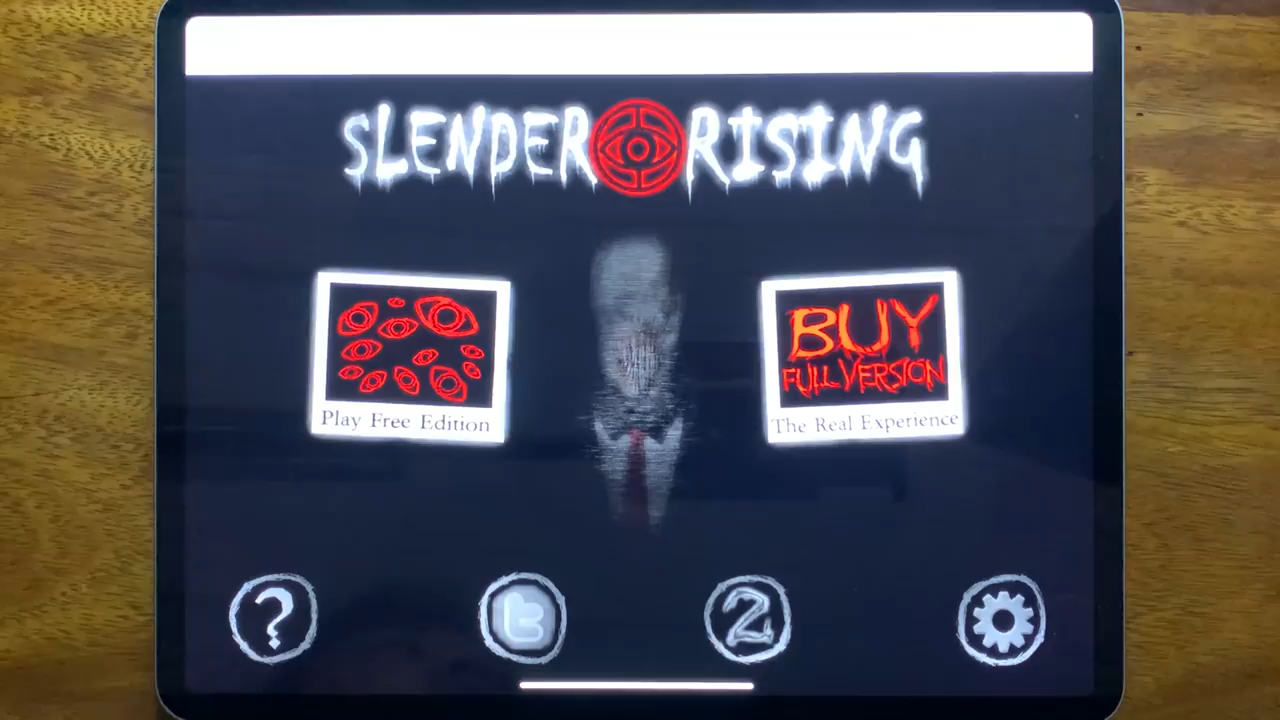 SLENDER RISING
BUY
FULL VERSION
Play Free Edition
The Real Experience
?
t
2